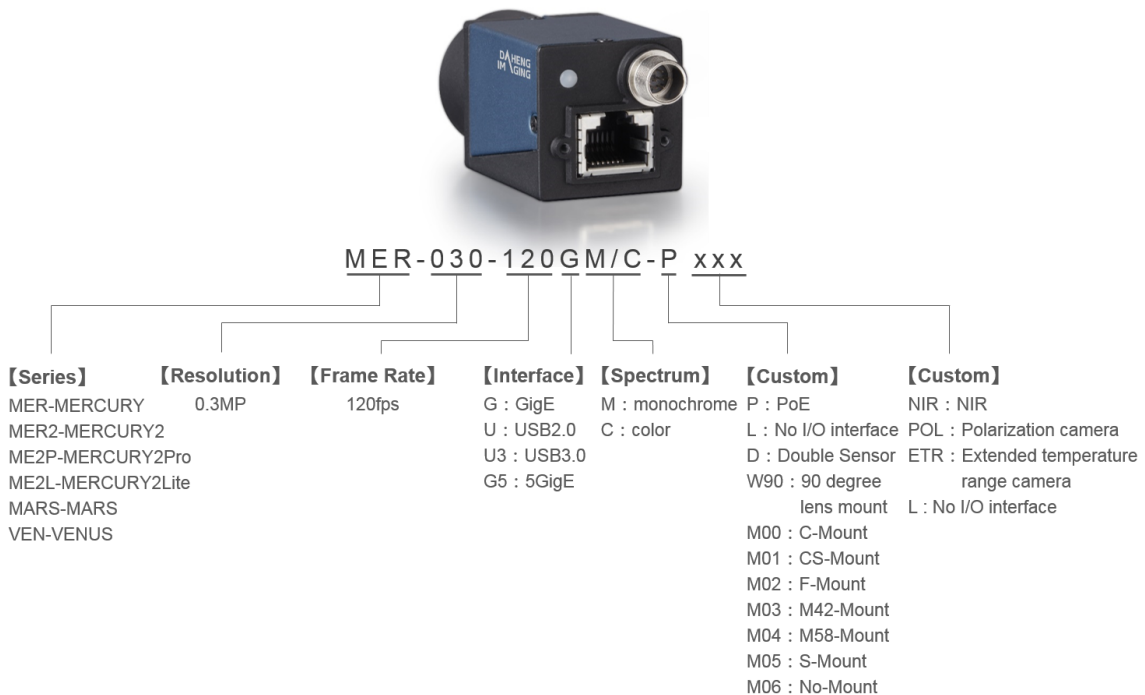 DAHENG
IMAGING
MER-030-120GM/C-P xxx
【Series】
MER-MERCURY
MER2-MERCURY2
ME2P-MERCURY2Pro
ME2L-MERCURY2Lite
MARS-MARS
VEN-VENUS
【Resolution】
0.3MP
【Frame Rate】
120fps
【Interface】
G：GigE
U：USB2.0
U3：USB3.0
G5：5GigE
【Spectrum】
M：monochrome
C：color
【Custom】
P：PoE
L：No I/O interface
D：Double Sensor
W90：90 degree
lens mount
M00：C-Mount
M01：CS-Mount
M02：F-Mount
M03：M42-Mount
M04：M58-Mount
M05：S-Mount
M06：No-Mount
【Custom】
NIR：NIR
POL：Polarization camera
ETR：Extended temperature
range camera
L : No I/O interface